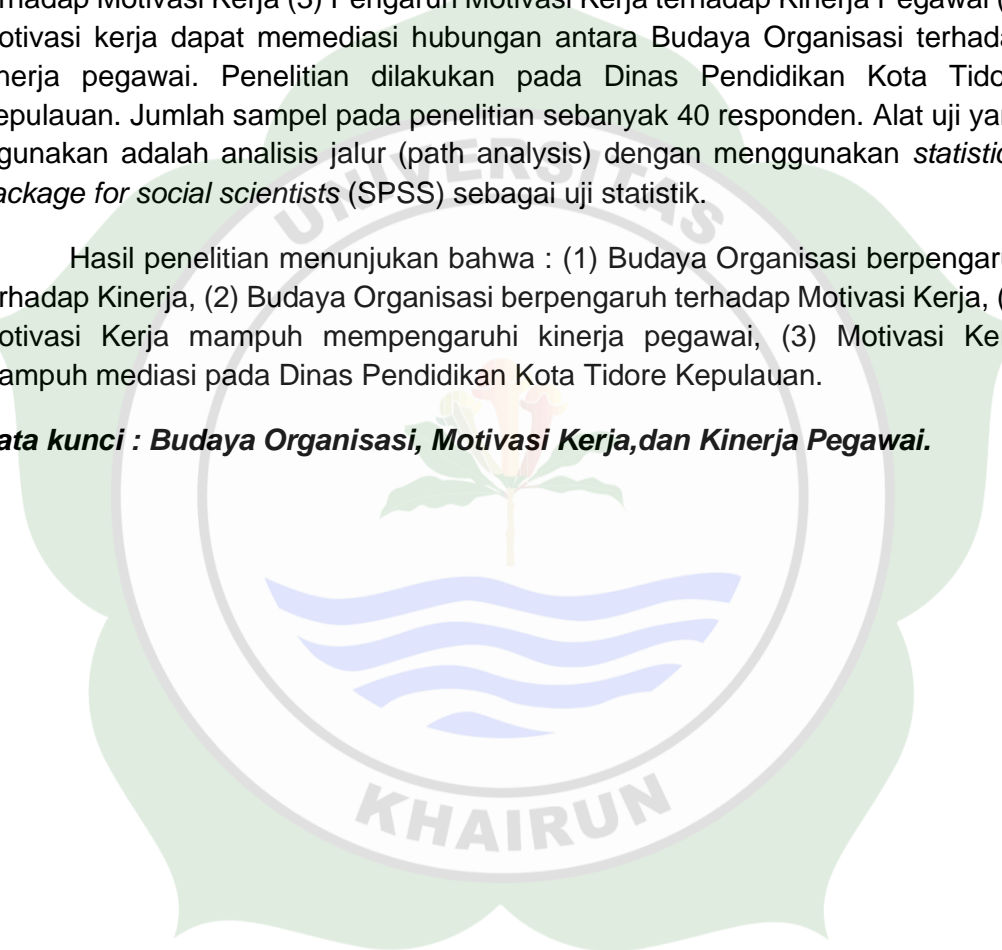 rhadap Motivasi Kerja (3) Pengaruh Motivasi Kerja terhadap Kinerja Pegawai (
otivasi kerja dapat memediasi hubungan antara Budaya Organisasi terhada
nerja pegawai. Penelitian dilakukan pada Dinas Pendidikan Kota Tido
epulauan. Jumlah sampel pada penelitian sebanyak 40 responden. Alat uji yan
gunakan adalah analisis jalur (path analysis) dengan menggunakan statistic
ackage for social scientists (SPSS) sebagai uji statistik.
Hasil penelitian menunjukan bahwa : (1) Budaya Organisasi berpengaru
rhadap Kinerja, (2) Budaya Organisasi berpengaruh terhadap Motivasi Kerja, (
otivasi Kerja mampuh mempengaruhi kinerja pegawai, (3) Motivasi Ke
ampuh mediasi pada Dinas Pendidikan Kota Tidore Kepulauan.
ata kunci : Budaya Organisasi, Motivasi Kerja,dan Kinerja Pegawai.
UNIVERSITAS
KHAIRUN